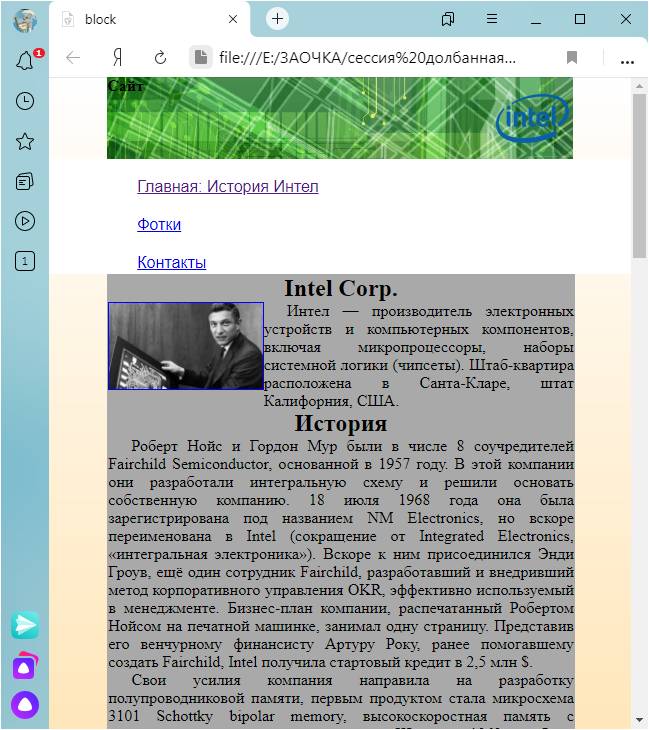 block
1
Я
file:///E:/ЗАОЧКА/сессия%20долбанная...
1
Сайт
intel
Главная: История Интел
Фотки
Контакты
Intel Corp.
Интел — производитель электронных
устройств и компьютерных компонентов,
включая микропроцессоры, наборы
системной логики (чипсеты). Штаб-квартира
расположена в Санта-Кларе, штат
Калифорния, США.
История
Роберт Нойс и Гордон Мур были в числе 8 соучредителей
Fairchild Semiconductor, основанной в 1957 году. В этой компании
они разработали интегральную схему и решили основать
собственную компанию. 18 июля 1968 года она была
зарегистрирована под названием NM Electronics, но вскоре
переименована в Intel (сокращение от Integrated Electronics,
«интегральная электроника»). Вскоре к ним присоединился Энди
Гроув, ещё один сотрудник Fairchild, разработавший и внедривший
метод корпоративного управления OKR, эффективно используемый
в менеджменте. Бизнес-план компании, распечатанный Робертом
Нойсом на печатной машинке, занимал одну страницу. Представив
его венчурному финансисту Артуру Року, ранее помогавшему
создать Fairchild, Intel получила стартовый кредит в 2,5 млн $.
Свои усилия компания направила на разработку
полупроводниковой памяти, первым продуктом стала микросхема
3101 Schottky bipolar memory, высокоскоростная память с